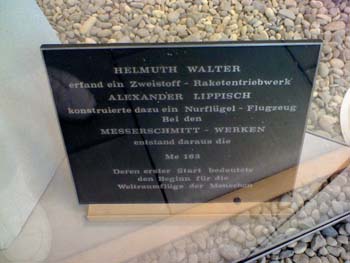 HELMUTH WALTER
erfand ein Zweistoff - Raketentriebwerk
ALEXANDER LIPPISCH
konstruierte dazu ein Nurflügel - Flugzeug
Bei den
MESSERSCHMITT - WERKEN
entstand daraus die
Me 163
Deren erster Start bedeutete
den Beginn für die
Weltraumflüge der Menschen